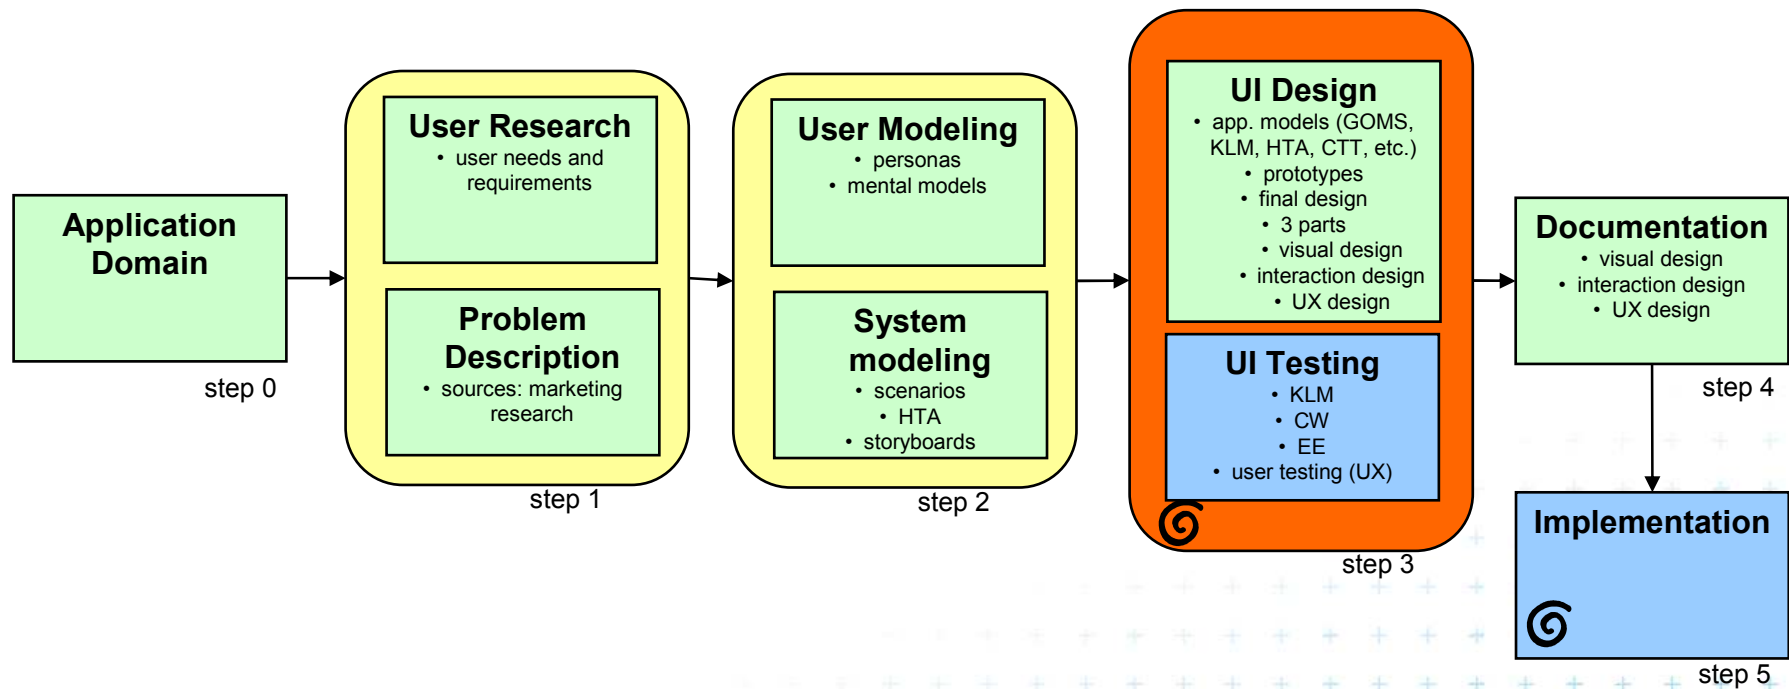 Application
Domain
step 0
User Research
• user needs and
requirements
Problem
Description
• sources: marketing
research
step 1
User Modeling
• personas
• mental models
System
modeling
• scenarios
• HTA
• storyboards
step 2
UI Design
• app. models (GOMS,
KLM, HTA, CTT, etc.)
• prototypes
• final design
• 3 parts
• visual design
• interaction design
• UX design
UI Testing
• KLM
• CW
• EE
• user testing (UX)
step 3
Documentation
• visual design
• interaction design
• UX design
step 4
Implementation
step 5